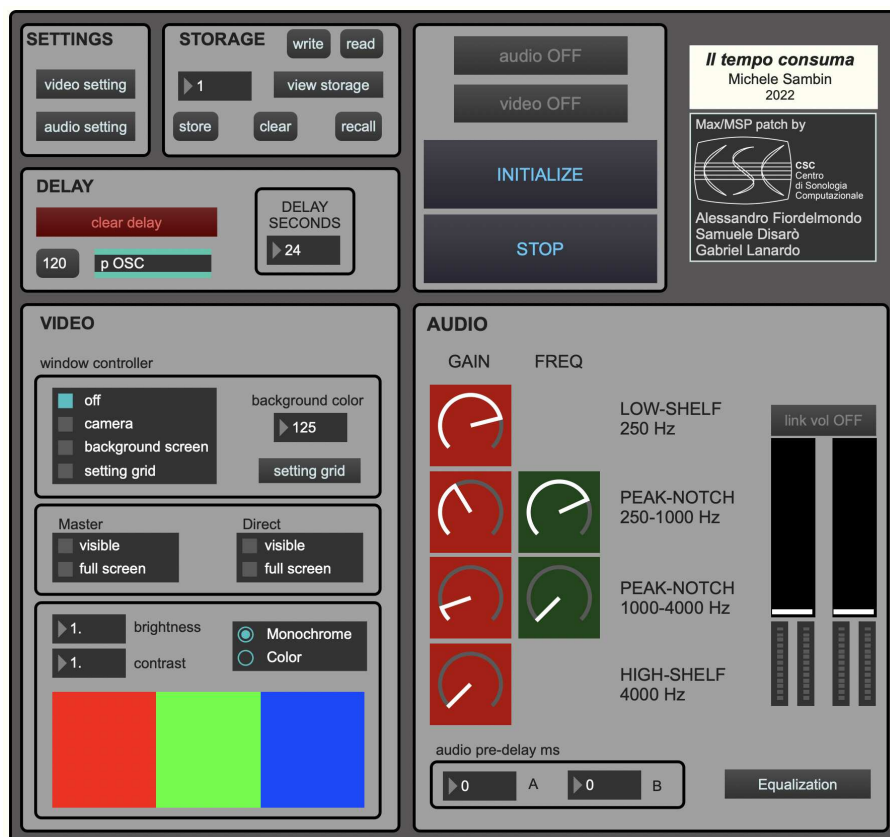 SETTINGS
video setting
audio setting
STORAGE
write
read
1
view storage
store
clear
recall
audio OFF
video OFF
INITIALIZE
STOP
Il tempo consuma
Michele Sambin
2022
Max/MSP patch by
CSC
Centro
di Sonologia
Computazionale
Alessandro Fiordelmondo
Samuele Disarò
Gabriel Lanardo
DELAY
clear delay
120
p OSC
DELAY
SECONDS
24
VIDEO
window controller
off
camera
background screen
setting grid
background color
125
setting grid
Master
visible
full screen
Direct
visible
full screen
1.
brightness
1.
contrast
Monochrome
Color
AUDIO
GAIN
FREQ
LOW-SHELF
250 Hz
PEAK-NOTCH
250-1000 Hz
PEAK-NOTCH
1000-4000 Hz
HIGH-SHELF
4000 Hz
link vol OFF
audio pre-delay ms
0
A
0
B
Equalization